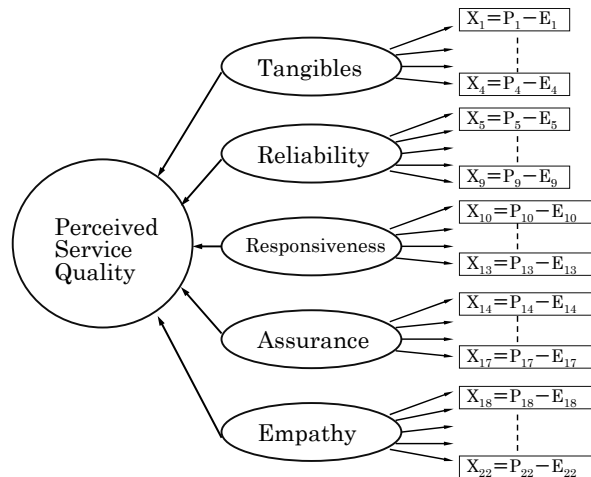 Perceived
Service
Quality
Tangibles
X₁=P₁−E₁
X₄=P₄−E₄
Reliability
X₅=P₅−E₅
X₉=P₉−E₉
Responsiveness
X₁₀=P₁₀−E₁₀
X₁₃=P₁₃−E₁₃
Assurance
X₁₄=P₁₄−E₁₄
X₁₇=P₁₇−E₁₇
Empathy
X₁₈=P₁₈−E₁₈
X₂₂=P₂₂−E₂₂